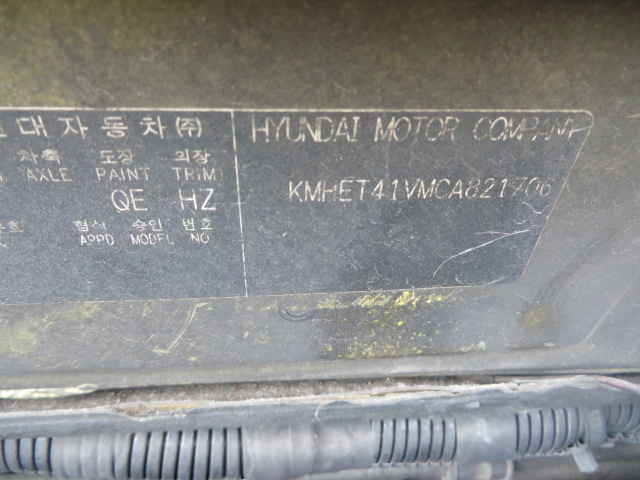 대자동차㈜ HYUNDAI MOTOR COMPANY
차축 도장 의장
AXLE PAINT TRIM
QE HZ
KMHET41VMCA821706
형식 승인 번호
APPD MODEL NO